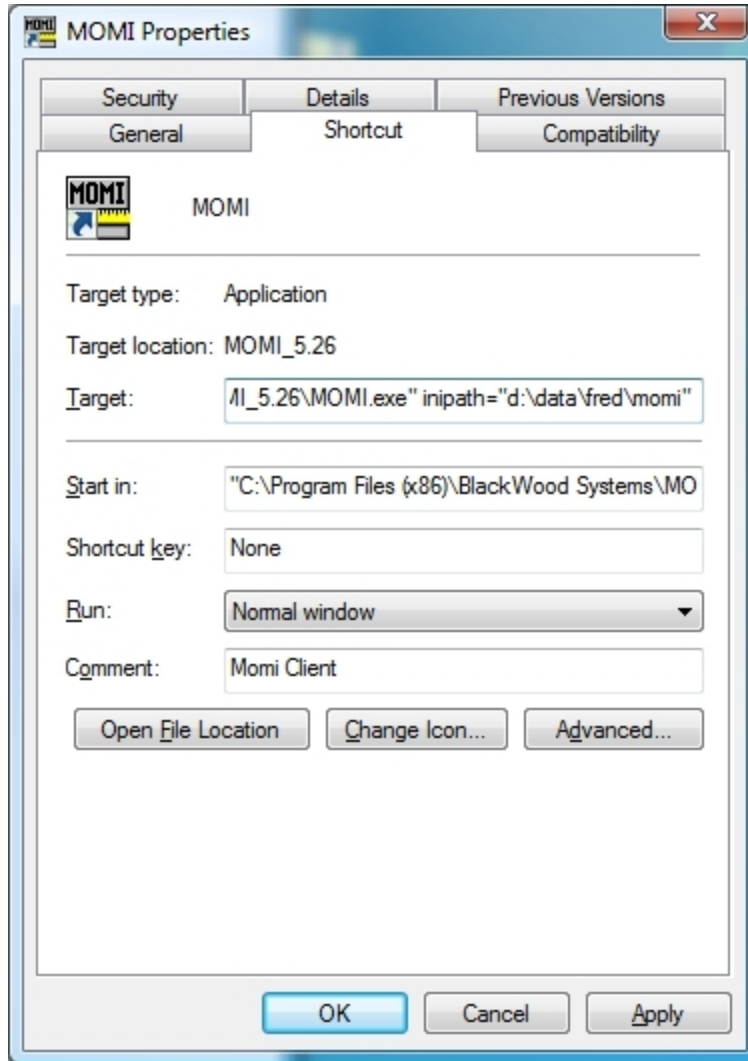 MOMI MOMI Properties
Security Details Previous Versions
General Shortcut Compatibility
MOMI MOMI
Target type: Application
Target location: MOMI_5.26
Target: MI_5.26\MOMI.exe" inipath="d:\data\fred\momi"
Start in: "C:\Program Files (x86)\BlackWood Systems\MO
Shortcut key: None
Run: Normal window
Comment: Momi Client
Open File Location Change Icon... Advanced...
OK Cancel Apply